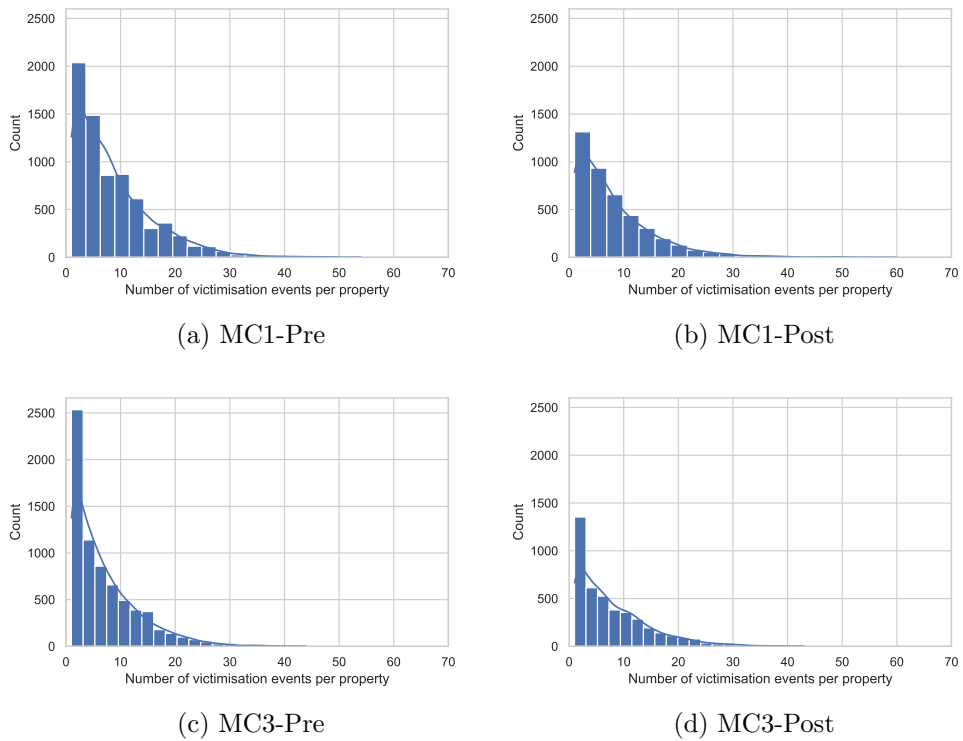 2500
2000
1500
1000
500
0
Count
0 10 20 30 40 50 60 70
Number of victimisation events per property
(a) MC1-Pre
2500
2000
1500
1000
500
0
Count
0 10 20 30 40 50 60 70
Number of victimisation events per property
(b) MC1-Post
2500
2000
1500
1000
500
0
Count
0 10 20 30 40 50 60 70
Number of victimisation events per property
(c) MC3-Pre
2500
2000
1500
1000
500
0
Count
0 10 20 30 40 50 60 70
Number of victimisation events per property
(d) MC3-Post